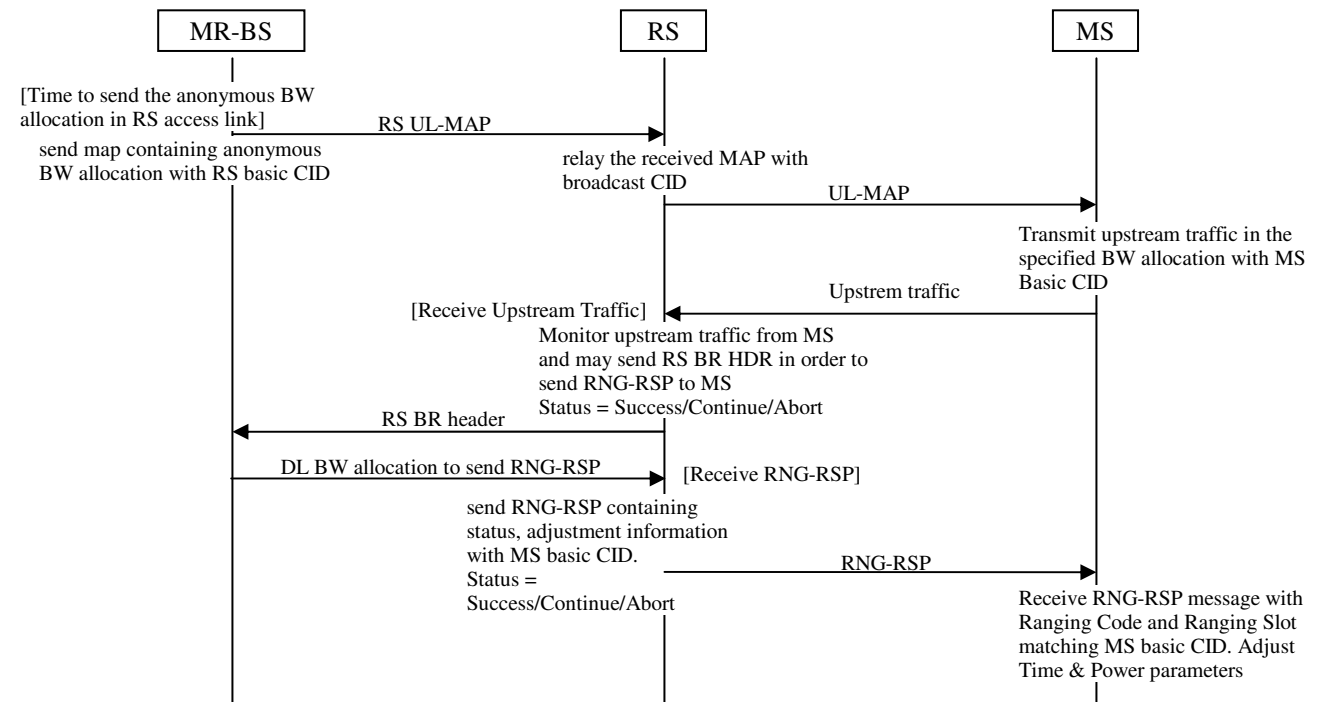 MR-BS
RS
MS
[Time to send the anonymous BW
allocation in RS access link]
RS UL-MAP
send map containing anonymous
BW allocation with RS basic CID
relay the received MAP with
broadcast CID
UL-MAP
Transmit upstream traffic in the
specified BW allocation with MS
Basic CID
Upstrem traffic
[Receive Upstream Traffic]
Monitor upstream traffic from MS
and may send RS BR HDR in order to
send RNG-RSP to MS
Status = Success/Continue/Abort
RS BR header
DL BW allocation to send RNG-RSP
[Receive RNG-RSP]
send RNG-RSP containing
status, adjustment information
with MS basic CID.
Status =
Success/Continue/Abort
RNG-RSP
Receive RNG-RSP message with
Ranging Code and Ranging Slot
matching MS basic CID. Adjust
Time & Power parameters